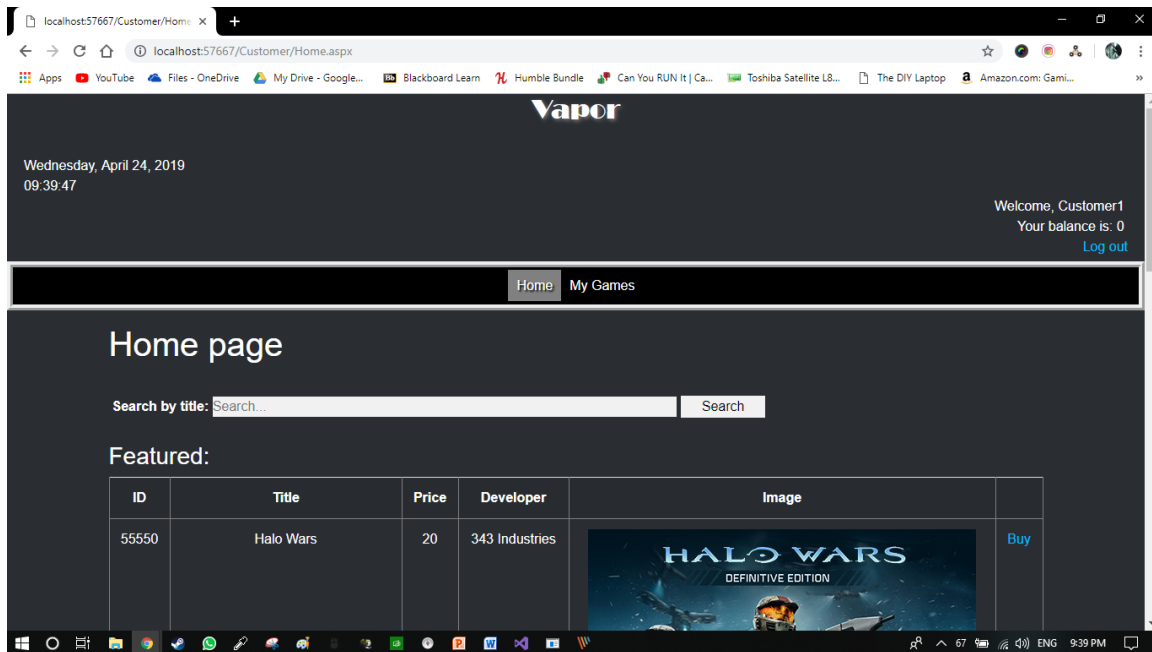 localhost:57667/Customer/Home
localhost:57667/Customer/Home.aspx
Apps YouTube Files - OneDrive My Drive - Google... Blackboard Learn Humble Bundle Can You RUN It | Ca... Toshiba Satellite L8... The DIY Laptop Amazon.com: Gami... »
Vapor
Wednesday, April 24, 2019
09:39:47
Welcome, Customer1
Your balance is: 0
Log out
Home My Games
Home page
Search by title: Search... Search
Featured:
ID Title Price Developer Image
55550 Halo Wars 20 343 Industries Buy
HALO WARS
DEFINITIVE EDITION
67 ENG 9:39 PM